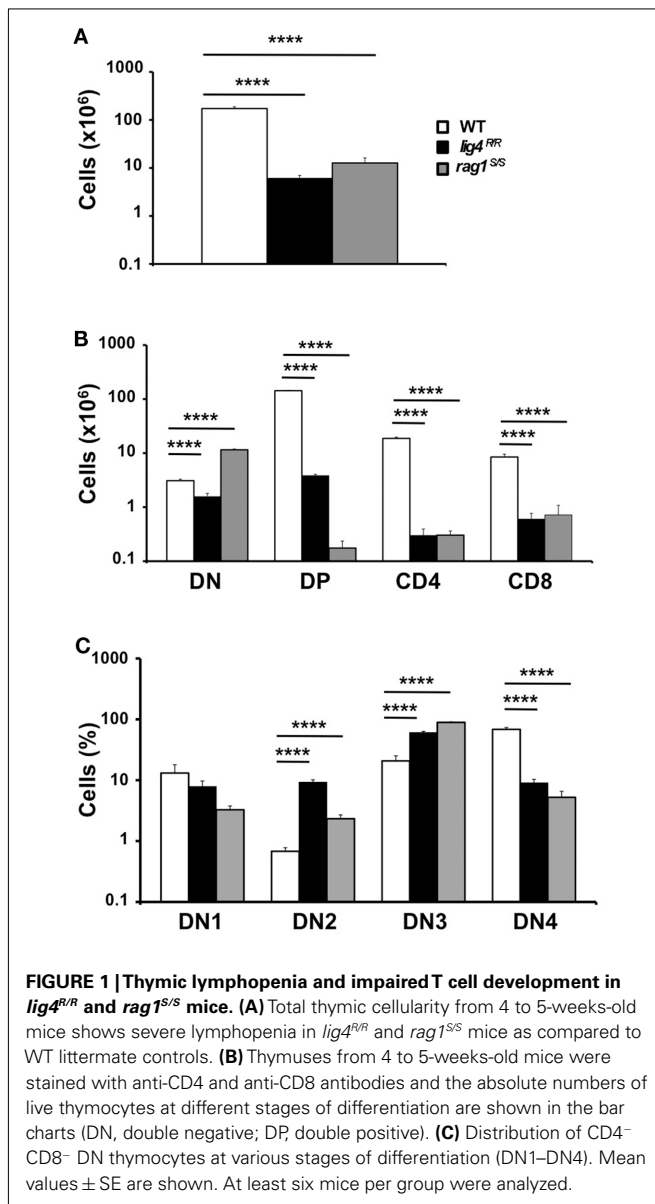 A
****
****
1000
100
10
1
0.1
Cells (x10⁶)
WT
lig4 R/R
rag1 S/S
B
****
****
****
****
****
****
****
****
1000
100
10
1
0.1
Cells (x10⁶)
DN DP CD4 CD8
C
****
****
****
****
****
****
1000
100
10
1
0.1
Cells (%)
DN1 DN2 DN3 DN4
FIGURE 1 | Thymic lymphopenia and impaired T cell development in
lig4R/R and rag1S/S mice. (A) Total thymic cellularity from 4 to 5-weeks-old
mice shows severe lymphopenia in lig4R/R and rag1S/S mice as compared to
WT littermate controls. (B) Thymuses from 4 to 5-weeks-old mice were
stained with anti-CD4 and anti-CD8 antibodies and the absolute numbers of
live thymocytes at different stages of differentiation are shown in the bar
charts (DN, double negative; DP, double positive). (C) Distribution of CD4−
CD8− DN thymocytes at various stages of differentiation (DN1–DN4). Mean
values ± SE are shown. At least six mice per group were analyzed.